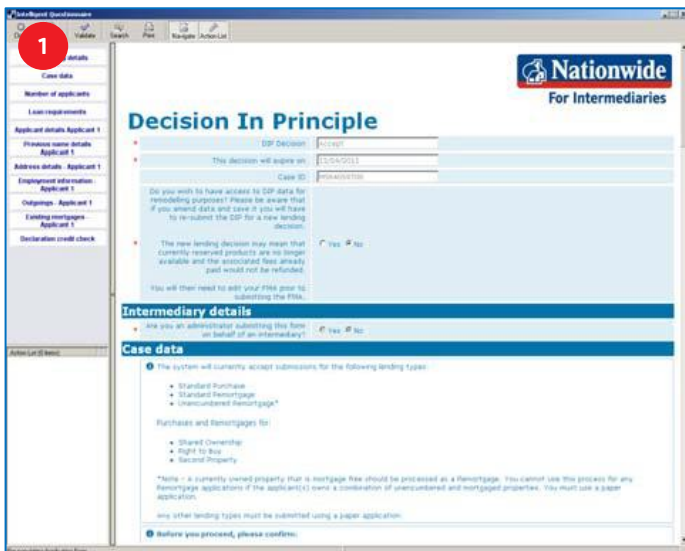 Intelligent Questionnaire
1
Validate
Search
Print
Navigate
Action List
details
Case data
Number of applicants
Loan requirements
Applicant details Applicant 1
Previous name details
Applicant 1
Address details - Applicant 1
Employment information -
Applicant 1
Outgoings - Applicant 1
Existing mortgages -
Applicant 1
Declaration credit check
Action List (0 items)
Nationwide
For Intermediaries
Decision In Principle
* DIP Decision Accept
* This decision will expire on
Case ID
Do you wish to have access to DIP data for
remodelling purposes? Please be aware that
if you amend data and save it you will have
to re-submit the DIP for a new lending
decision.
* The new lending decision may mean that
currently reserved products are no longer
available and the associated fees already
paid would not be refunded.
Yes No
You will then need to edit your FMA prior to
submitting the FMA.
Intermediary details
* Are you an administrator submitting this form
on behalf of an intermediary?
Yes No
Case data
The system will currently accept submissions for the following lending types:
• Standard Purchase
• Standard Remortgage
• Unencumbered Remortgage*
Purchases and Remortgages for:
• Shared Ownership
• Right to Buy
• Second Property
*Note - A currently owned property that is mortgage free should be processed as a Remortgage. You cannot use this process for any
Remortgage applications if the applicant(s) owns a combination of unencumbered and mortgaged properties. You must use a paper
application.
Any other lending types must be submitted using a paper application.
Before you proceed, please confirm: